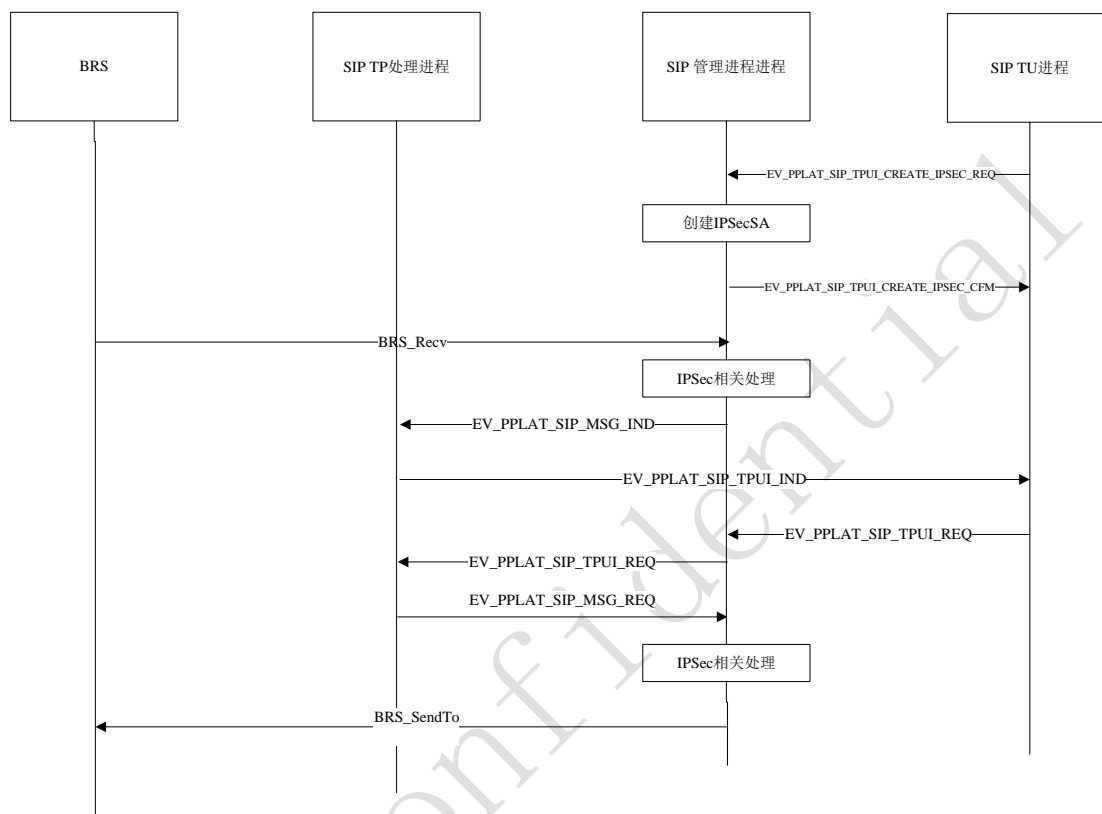 BRS
SIP TP处理进程
SIP 管理进程进程
SIP TU进程
EV_PPLAT_SIP_TPUI_CREATE_IPSEC_REQ
创建IPSecSA
EV_PPLAT_SIP_TPUI_CREATE_IPSEC_CFM
BRS_Recv
IPSec相关处理
EV_PPLAT_SIP_MSG_IND
EV_PPLAT_SIP_TPUI_IND
EV_PPLAT_SIP_TPUI_REQ
EV_PPLAT_SIP_TPUI_REQ
EV_PPLAT_SIP_MSG_REQ
IPSec相关处理
BRS_SendTo
onfidential